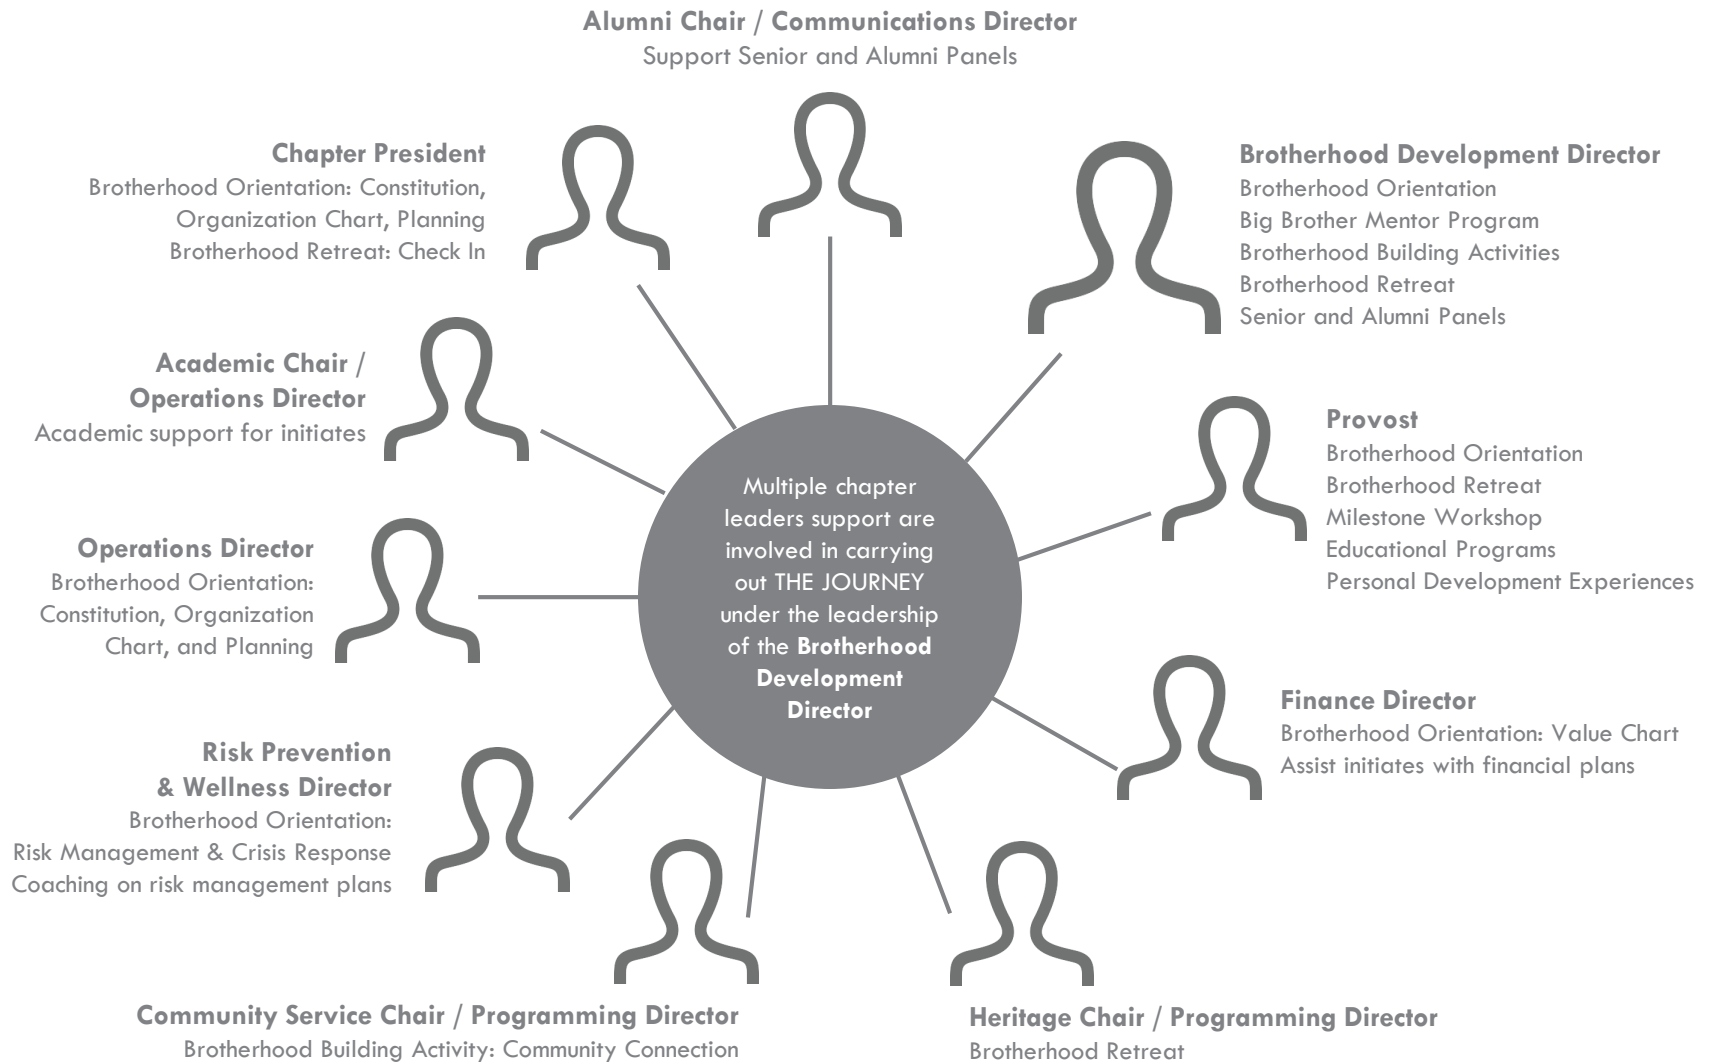 Alumni Chair / Communications Director
Support Senior and Alumni Panels
Chapter President
Brotherhood Orientation: Constitution,
Organization Chart, Planning
Brotherhood Retreat: Check In
Brotherhood Development Director
Brotherhood Orientation
Big Brother Mentor Program
Brotherhood Building Activities
Brotherhood Retreat
Senior and Alumni Panels
Academic Chair /
Operations Director
Academic support for initiates
Provost
Brotherhood Orientation
Brotherhood Retreat
Milestone Workshop
Educational Programs
Personal Development Experiences
Multiple chapter
leaders support are
involved in carrying
out THE JOURNEY
under the leadership
of the Brotherhood
Development
Director
Operations Director
Brotherhood Orientation:
Constitution, Organization
Chart, and Planning
Finance Director
Brotherhood Orientation: Value Chart
Assist initiates with financial plans
Risk Prevention
& Wellness Director
Brotherhood Orientation:
Risk Management & Crisis Response
Coaching on risk management plans
Community Service Chair / Programming Director
Brotherhood Building Activity: Community Connection
Heritage Chair / Programming Director
Brotherhood Retreat